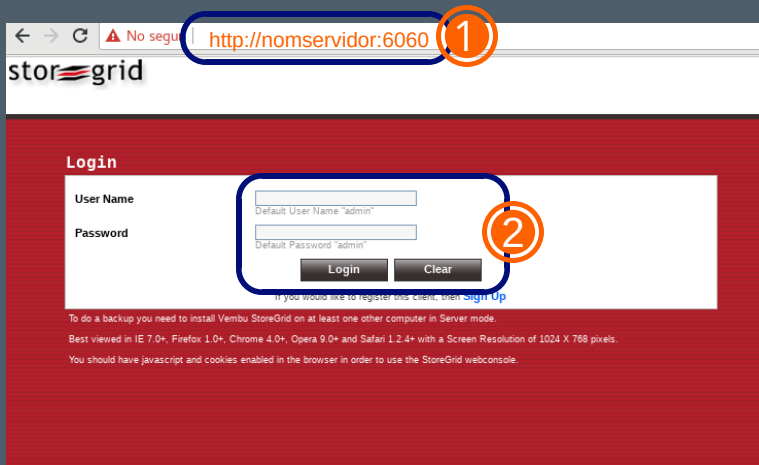 No segu
http://nomservidor:6060
1
storegrid
Login
User Name
Default User Name "admin"
Password
Default Password "admin"
2
Login Clear
If you would like to register this client, then Sign Up
To do a backup you need to install Vembu StoreGrid on at least one other computer in Server mode.
Best viewed in IE 7.0+, Firefox 1.0+, Chrome 4.0+, Opera 9.0+ and Safari 1.2.4+ with a Screen Resolution of 1024 X 768 pixels.
You should have javascript and cookies enabled in the browser in order to use the StoreGrid webconsole.